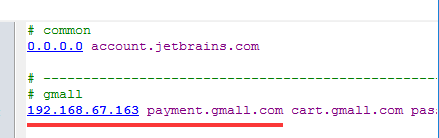 # common
0.0.0.0 account.jetbrains.com
# --------------------------------------------------
# gmall
192.168.67.163 payment.gmall.com cart.gmall.com pas